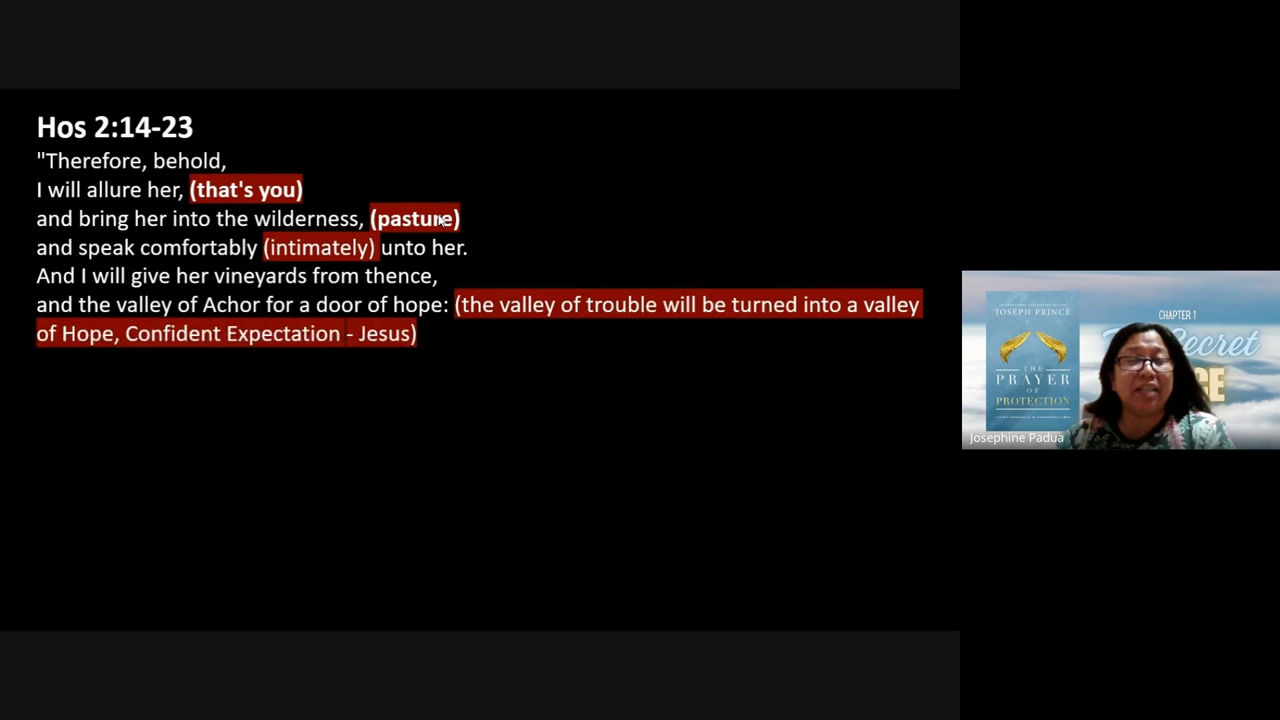 Hos 2:14-23
"Therefore, behold,
I will allure her, (that's you)
and bring her into the wilderness, (pasture)
and speak comfortably (intimately) unto her.
And I will give her vineyards from thence,
and the valley of Achor for a door of hope: (the valley of trouble will be turned into a valley
of Hope, Confident Expectation - Jesus)
JOSEPH PRINCE
THE
PRAYER
OF
PROTECTION
CHAPTER 1
Josephine Padua